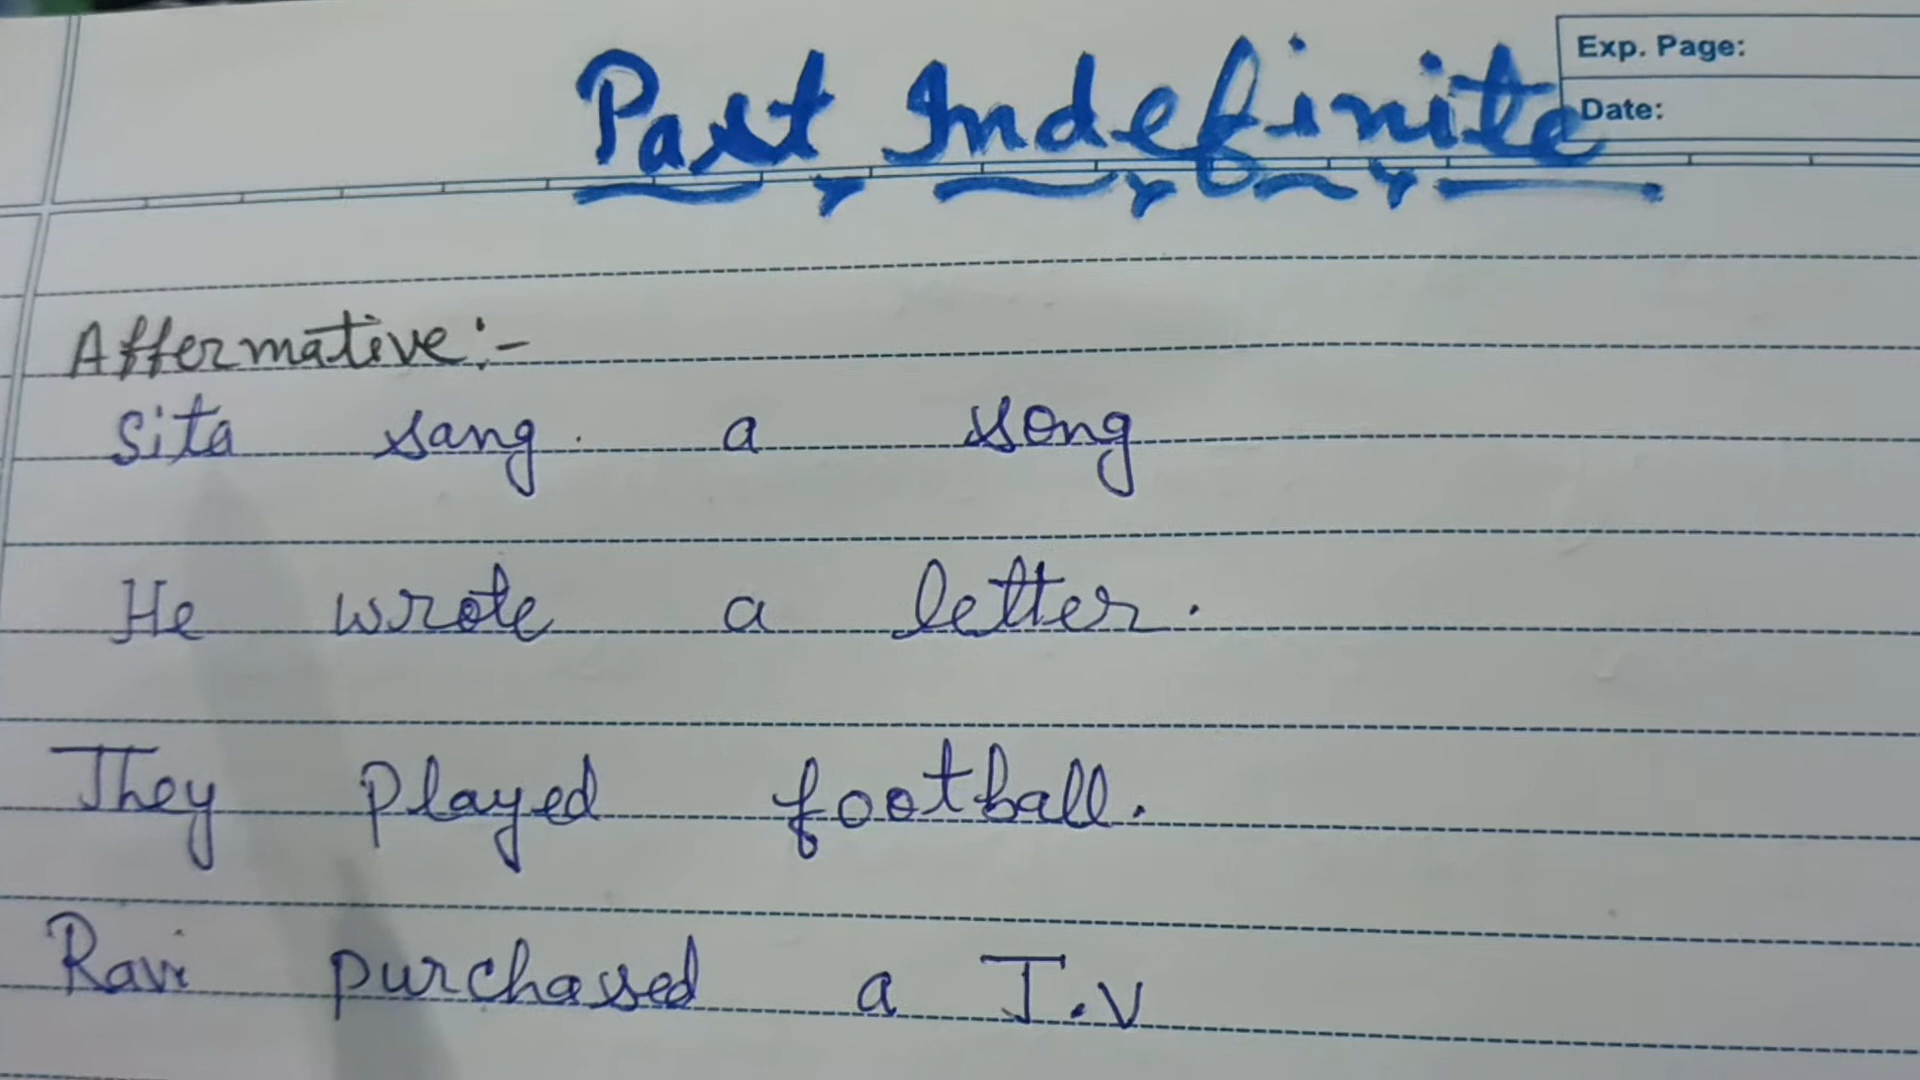 Exp. Page:
Date:
Past Indefinite
Affermative:-
Sita sang a song
He wrote a letter.
They played football.
Ravi purchased a T.V